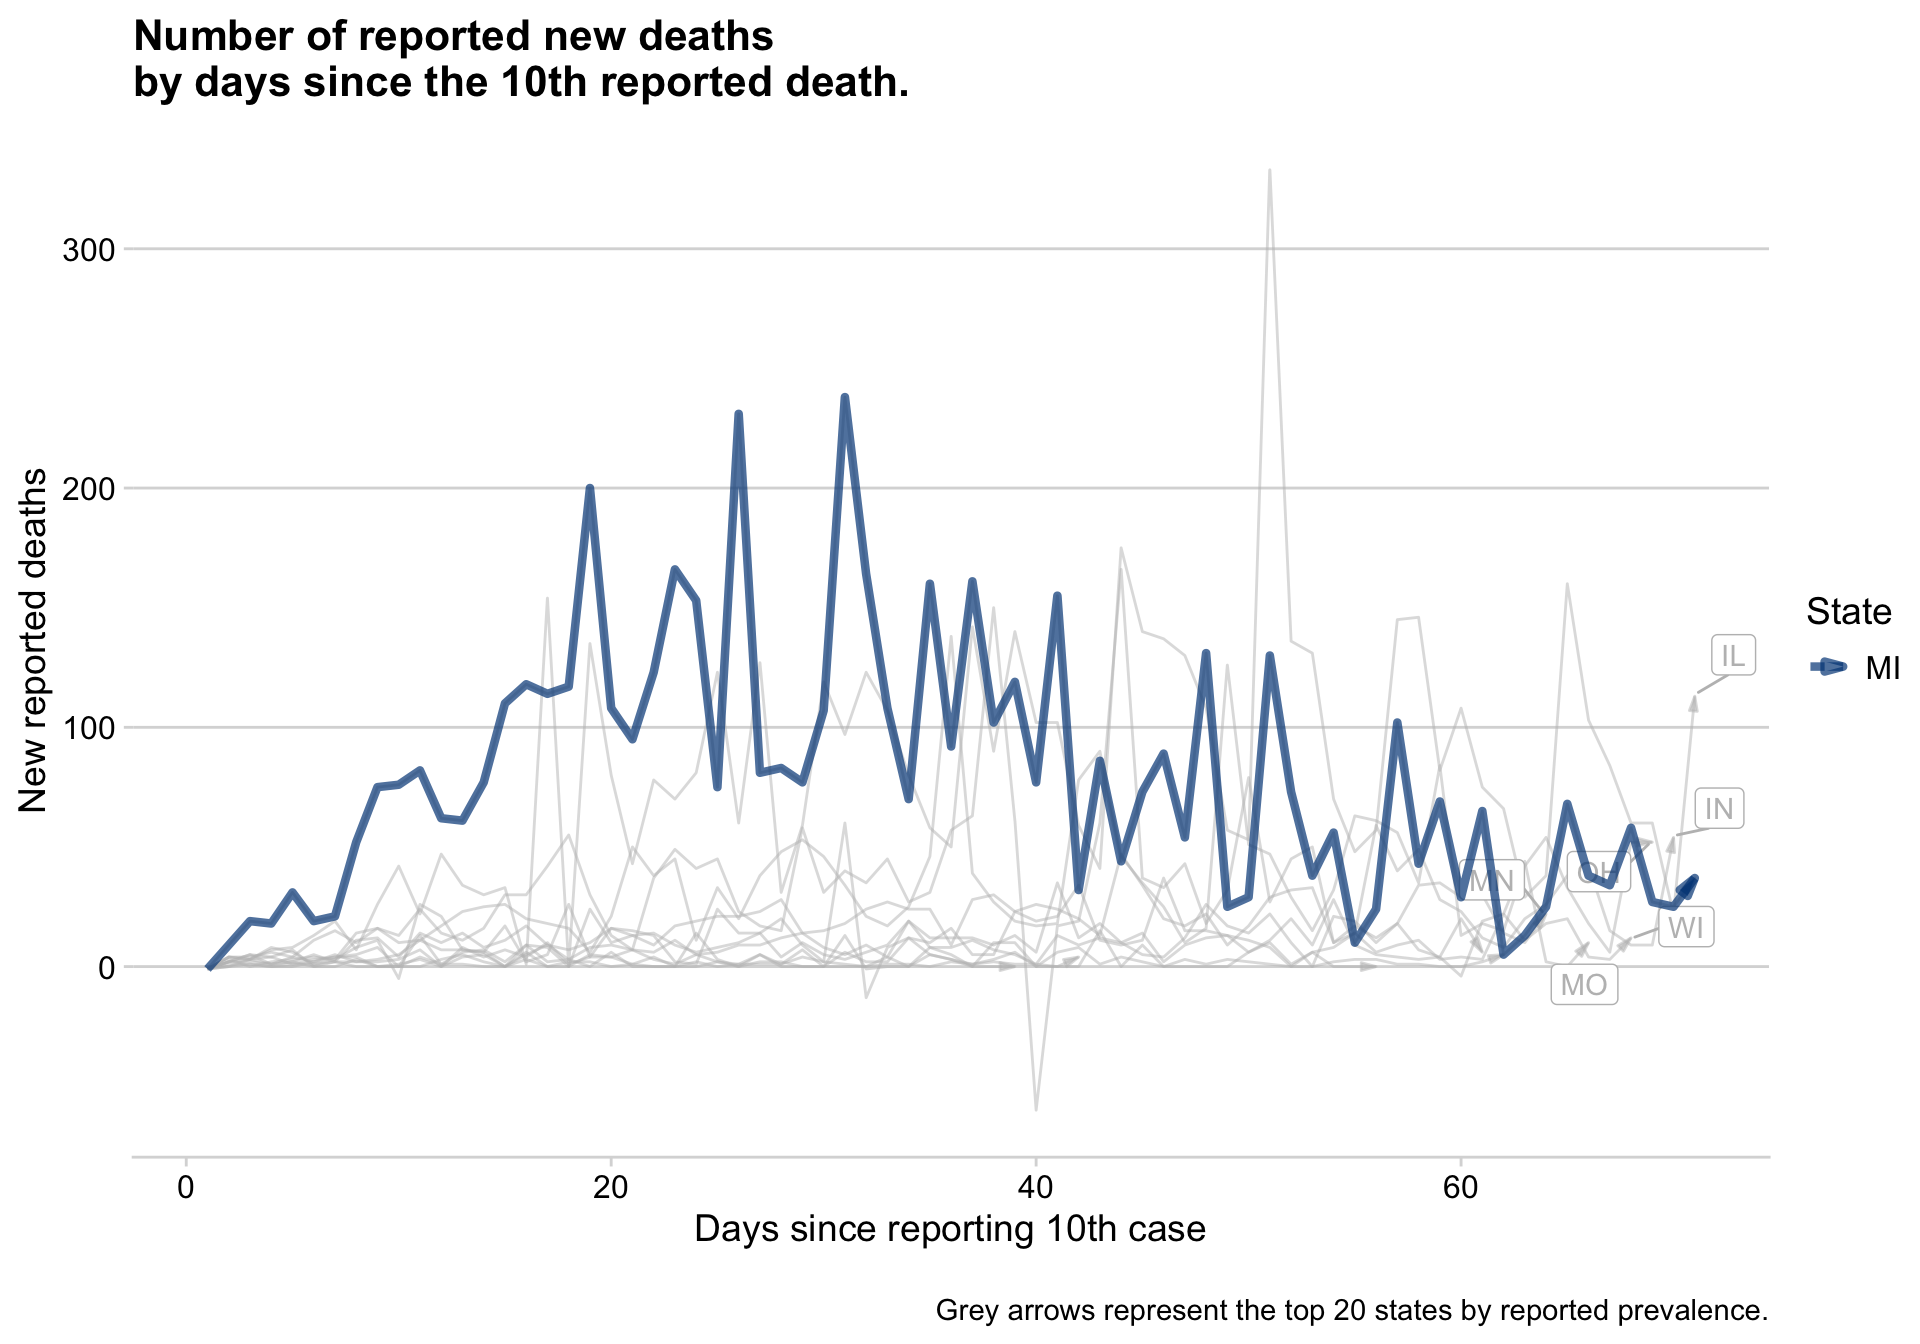 Number of reported new deaths
by days since the 10th reported death.
New reported deaths
300
200
100
0
IL
IN
MN
OH
WI
MO
State
MI
0
20
40
60
Days since reporting 10th case
Grey arrows represent the top 20 states by reported prevalence.